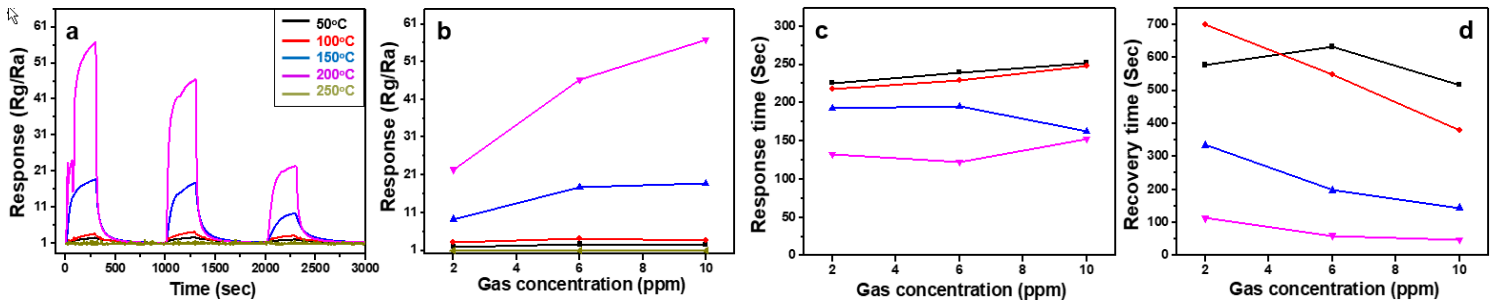 a
61
51
41
31
21
11
1
Response (Rg/Ra)
0 500 1000 1500 2000 2500 3000
Time (sec)
50°C
100°C
150°C
200°C
250°C
b
61
51
41
31
21
11
1
Response (Rg/Ra)
2 4 6 8 10
Gas concentration (ppm)
c
300
250
200
150
100
50
0
Response time (Sec)
2 4 6 8 10
Gas concentration (ppm)
d
700
600
500
400
300
200
100
0
Recovery time (Sec)
2 4 6 8 10
Gas concentration (ppm)